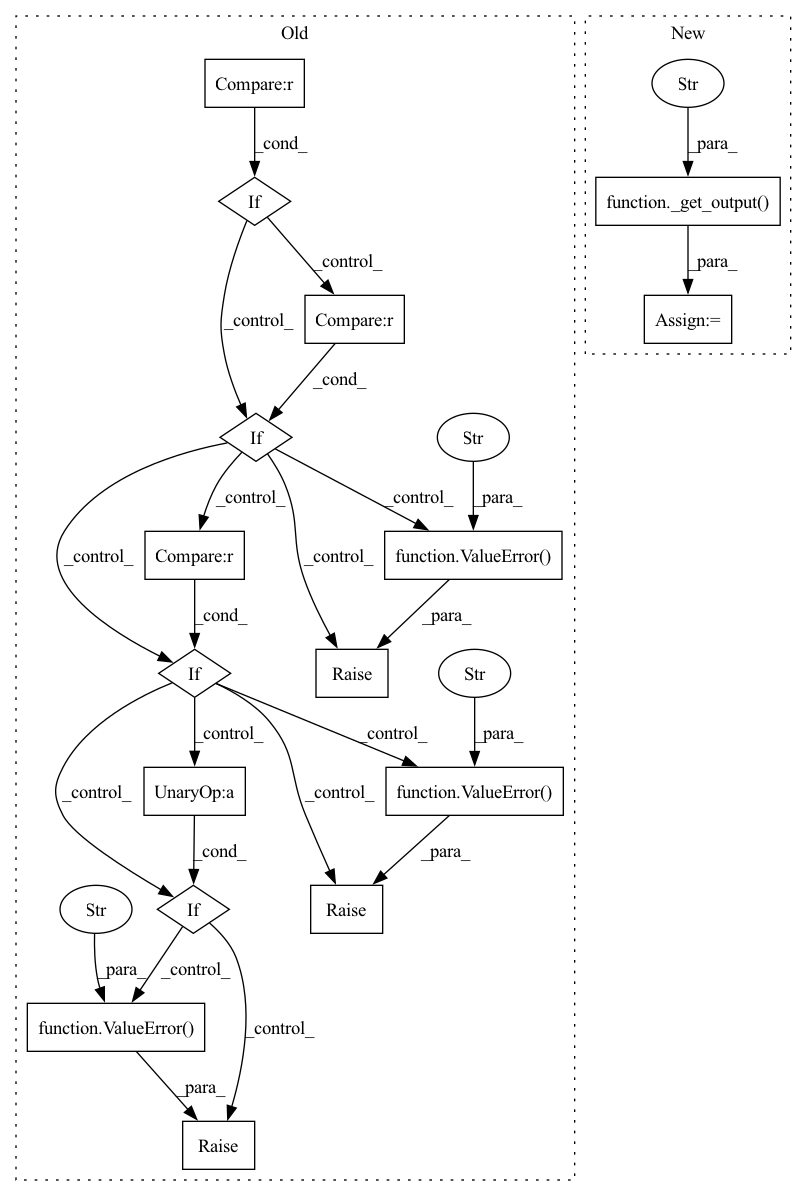 Old
New
Compare:r
Str
_cond_
_para_
If
function._get_output()
_control_
_para_
_control_
Compare:r
Assign:=
_cond_
If
Str
_control_
_control_
_para_
_control_
_control_
Compare:r
function.ValueError()
_cond_
_para_
If
Raise
Str
_control_
_control_
_para_
_control_
_control_
UnaryOp:a
function.ValueError()
_cond_
_para_
Str
If
Raise
_para_
_control_
function.ValueError()
_control_
_para_
Raise